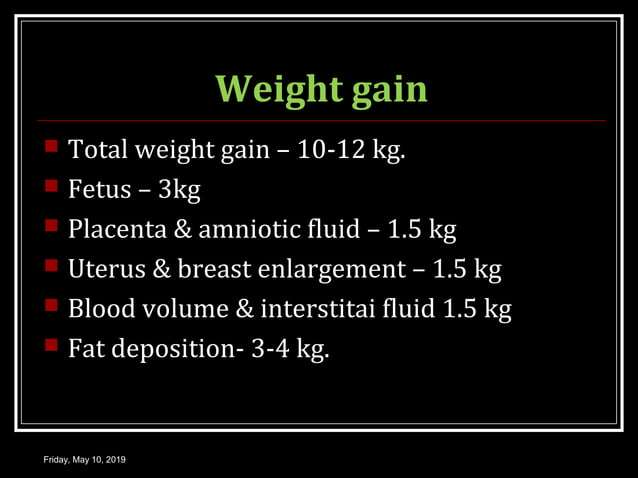 Weight gain
Total weight gain – 10-12 kg.
Fetus – 3kg
Placenta & amniotic fluid – 1.5 kg
Uterus & breast enlargement – 1.5 kg
Blood volume & interstitai fluid 1.5 kg
Fat deposition- 3-4 kg.
Friday, May 10, 2019